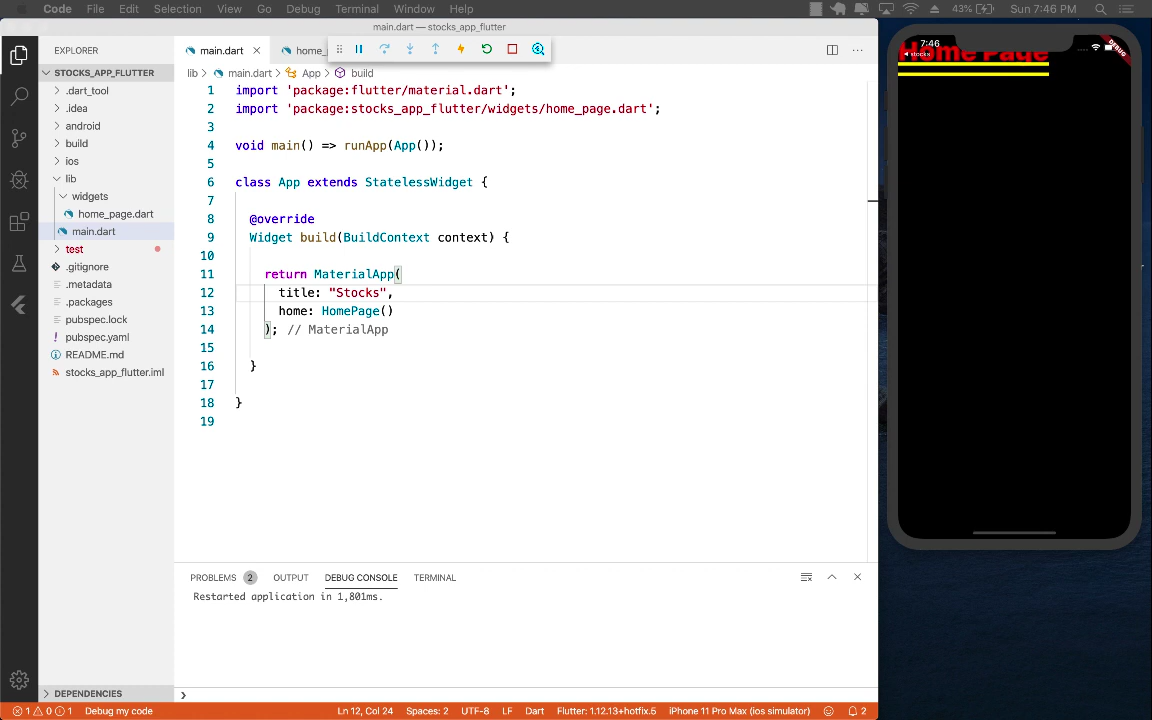 Code File Edit Selection View Go Debug Terminal Window Help 43% Sun 7:46 PM
main.dart — stocks_app_flutter
EXPLORER
STOCKS_APP_FLUTTER
.dart_tool
.idea
android
build
ios
lib
widgets
home_page.dart
main.dart
test
.gitignore
.metadata
.packages
pubspec.lock
pubspec.yaml
README.md
stocks_app_flutter.iml
DEPENDENCIES
main.dart home_
lib > main.dart > App > build
1 import 'package:flutter/material.dart';
2 import 'package:stocks_app_flutter/widgets/home_page.dart';
3
4 void main() => runApp(App());
5
6 class App extends StatelessWidget {
7
8 @override
9 Widget build(BuildContext context) {
10
11 return MaterialApp(
12 title: "Stocks",
13 home: HomePage()
14 ); // MaterialApp
15
16 }
17
18 }
19
PROBLEMS 2 OUTPUT DEBUG CONSOLE TERMINAL
Restarted application in 1,801ms.
1 0 1 Debug my code Ln 12, Col 24 Spaces: 2 UTF-8 LF Dart Flutter: 1.12.13+hotfix.5 iPhone 11 Pro Max (ios simulator) 2
7:46
stocks
Home Page
DEBUG